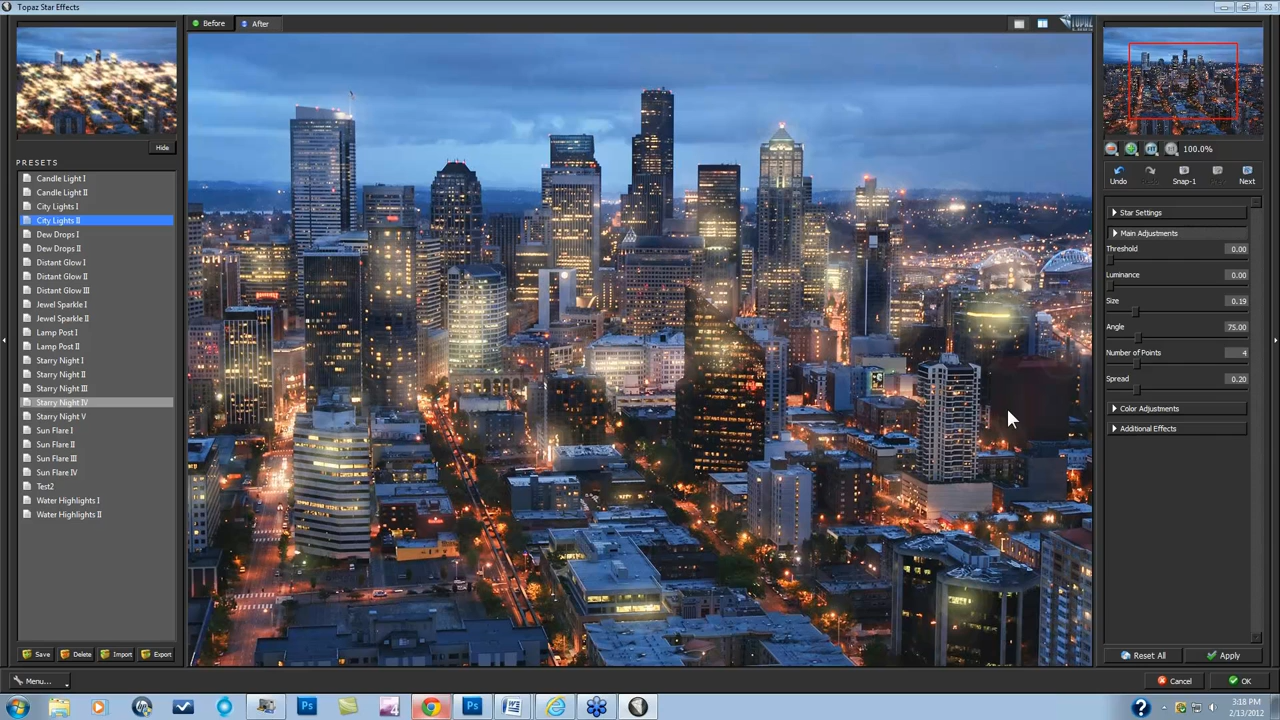 Topaz Star Effects
Before
After
TOPAZ
Hide
PRESETS
Candle Light I
Candle Light II
City Lights I
City Lights II
Dew Drops I
Dew Drops II
Distant Glow I
Distant Glow II
Distant Glow III
Jewel Sparkle I
Jewel Sparkle II
Lamp Post I
Lamp Post II
Starry Night I
Starry Night II
Starry Night III
Starry Night IV
Starry Night V
Sun Flare I
Sun Flare II
Sun Flare III
Sun Flare IV
Test2
Water Highlights I
Water Highlights II
Save
Delete
Import
Export
Menu...
100.0%
Undo
Snap-1
Next
Star Settings
Main Adjustments
Threshold 0.00
Luminance 0.00
Size 0.19
Angle 75.00
Number of Points 4
Spread 0.20
Color Adjustments
Additional Effects
Reset All
Apply
Cancel
OK
Ps
Ps
3:18 PM
2/13/2012